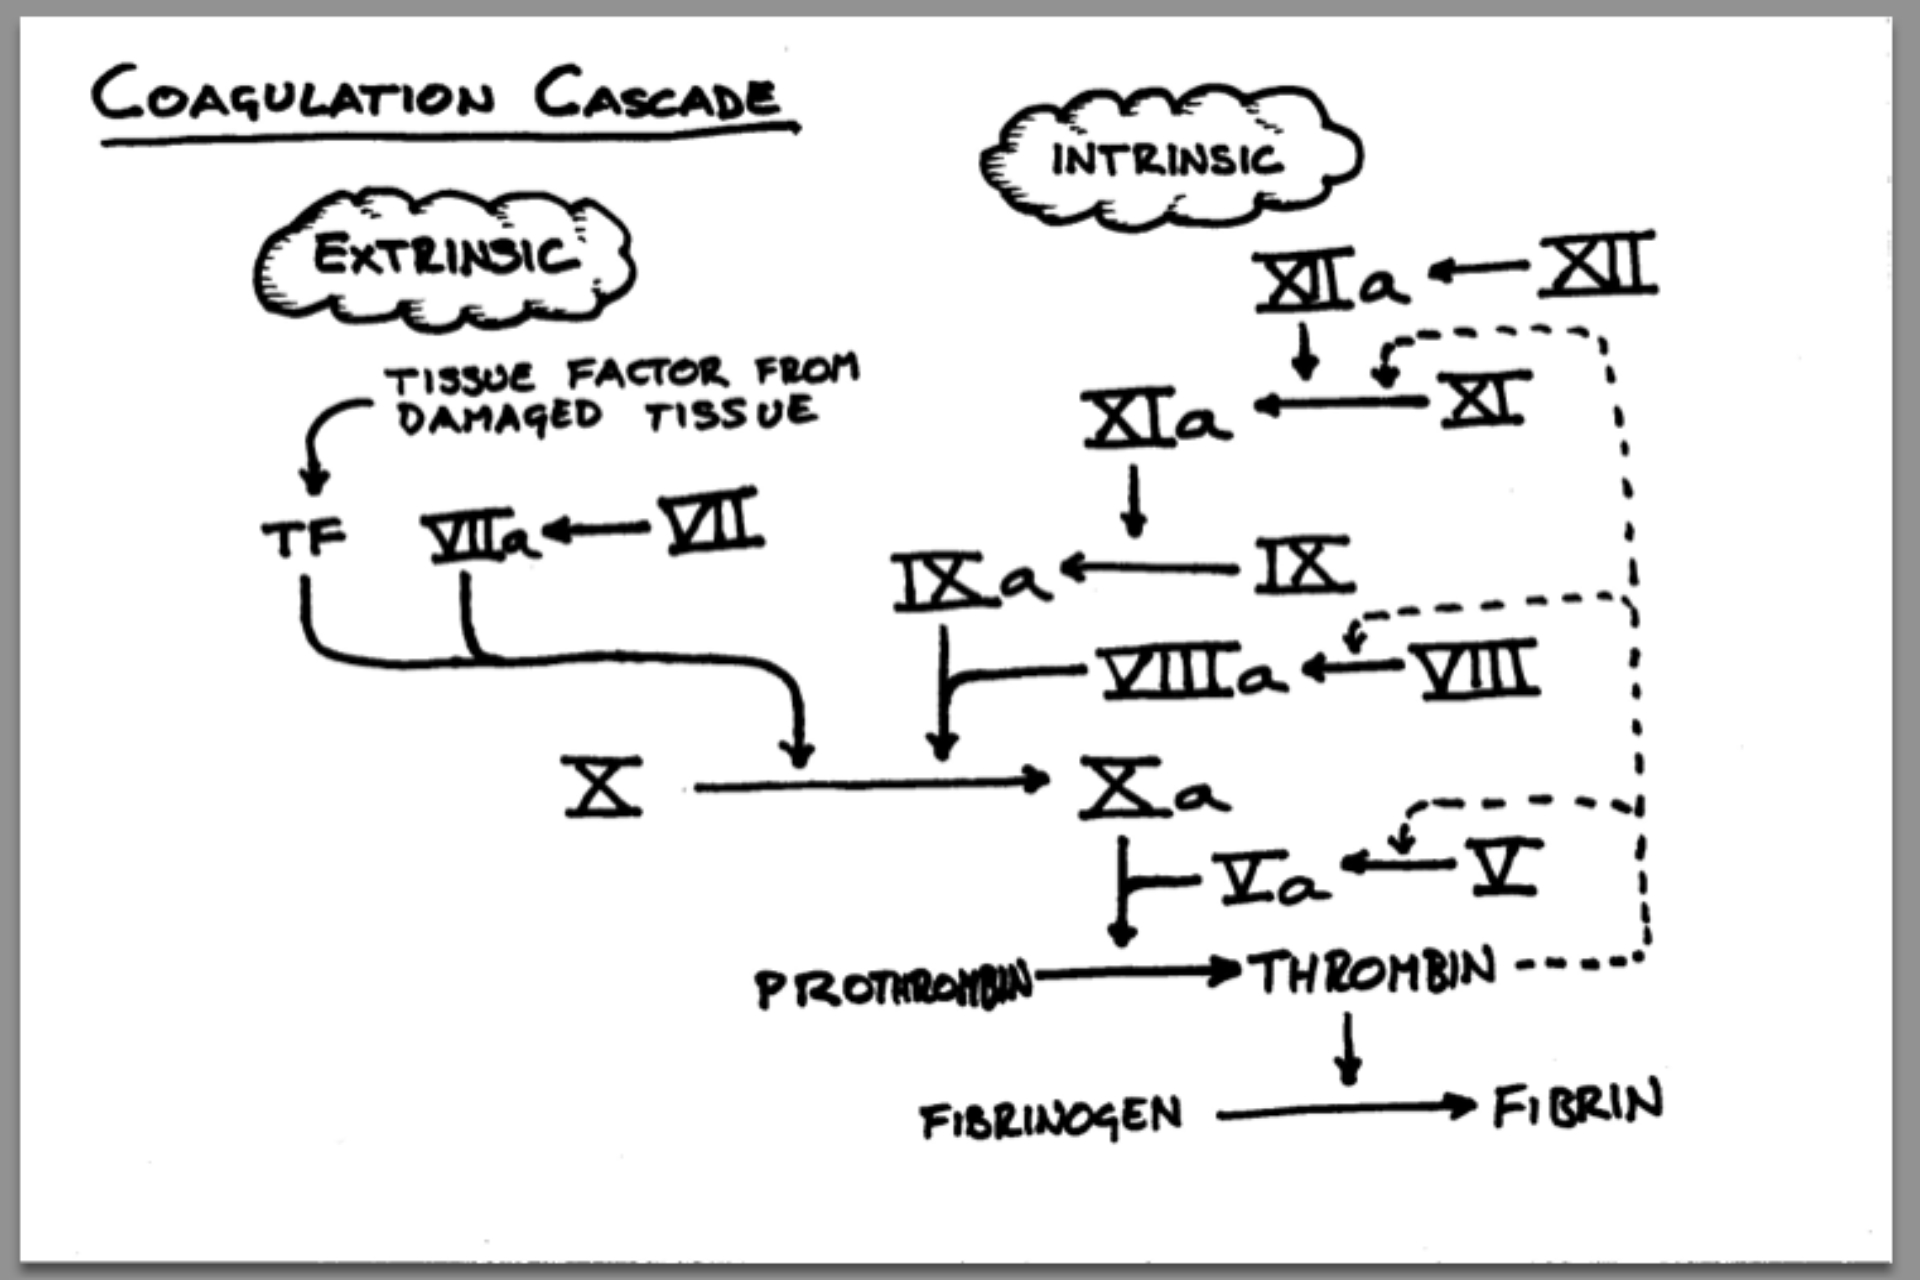 COAGULATION CASCADE
INTRINSIC
EXTRINSIC
XIIa XII
TISSUE FACTOR FROM
DAMAGED TISSUE
XIa XI
TF VIIa VII
IXa IX
VIIIa VIII
X Xa
Va V
PROTHROMBIN THROMBIN
FIBRINOGEN FIBRIN